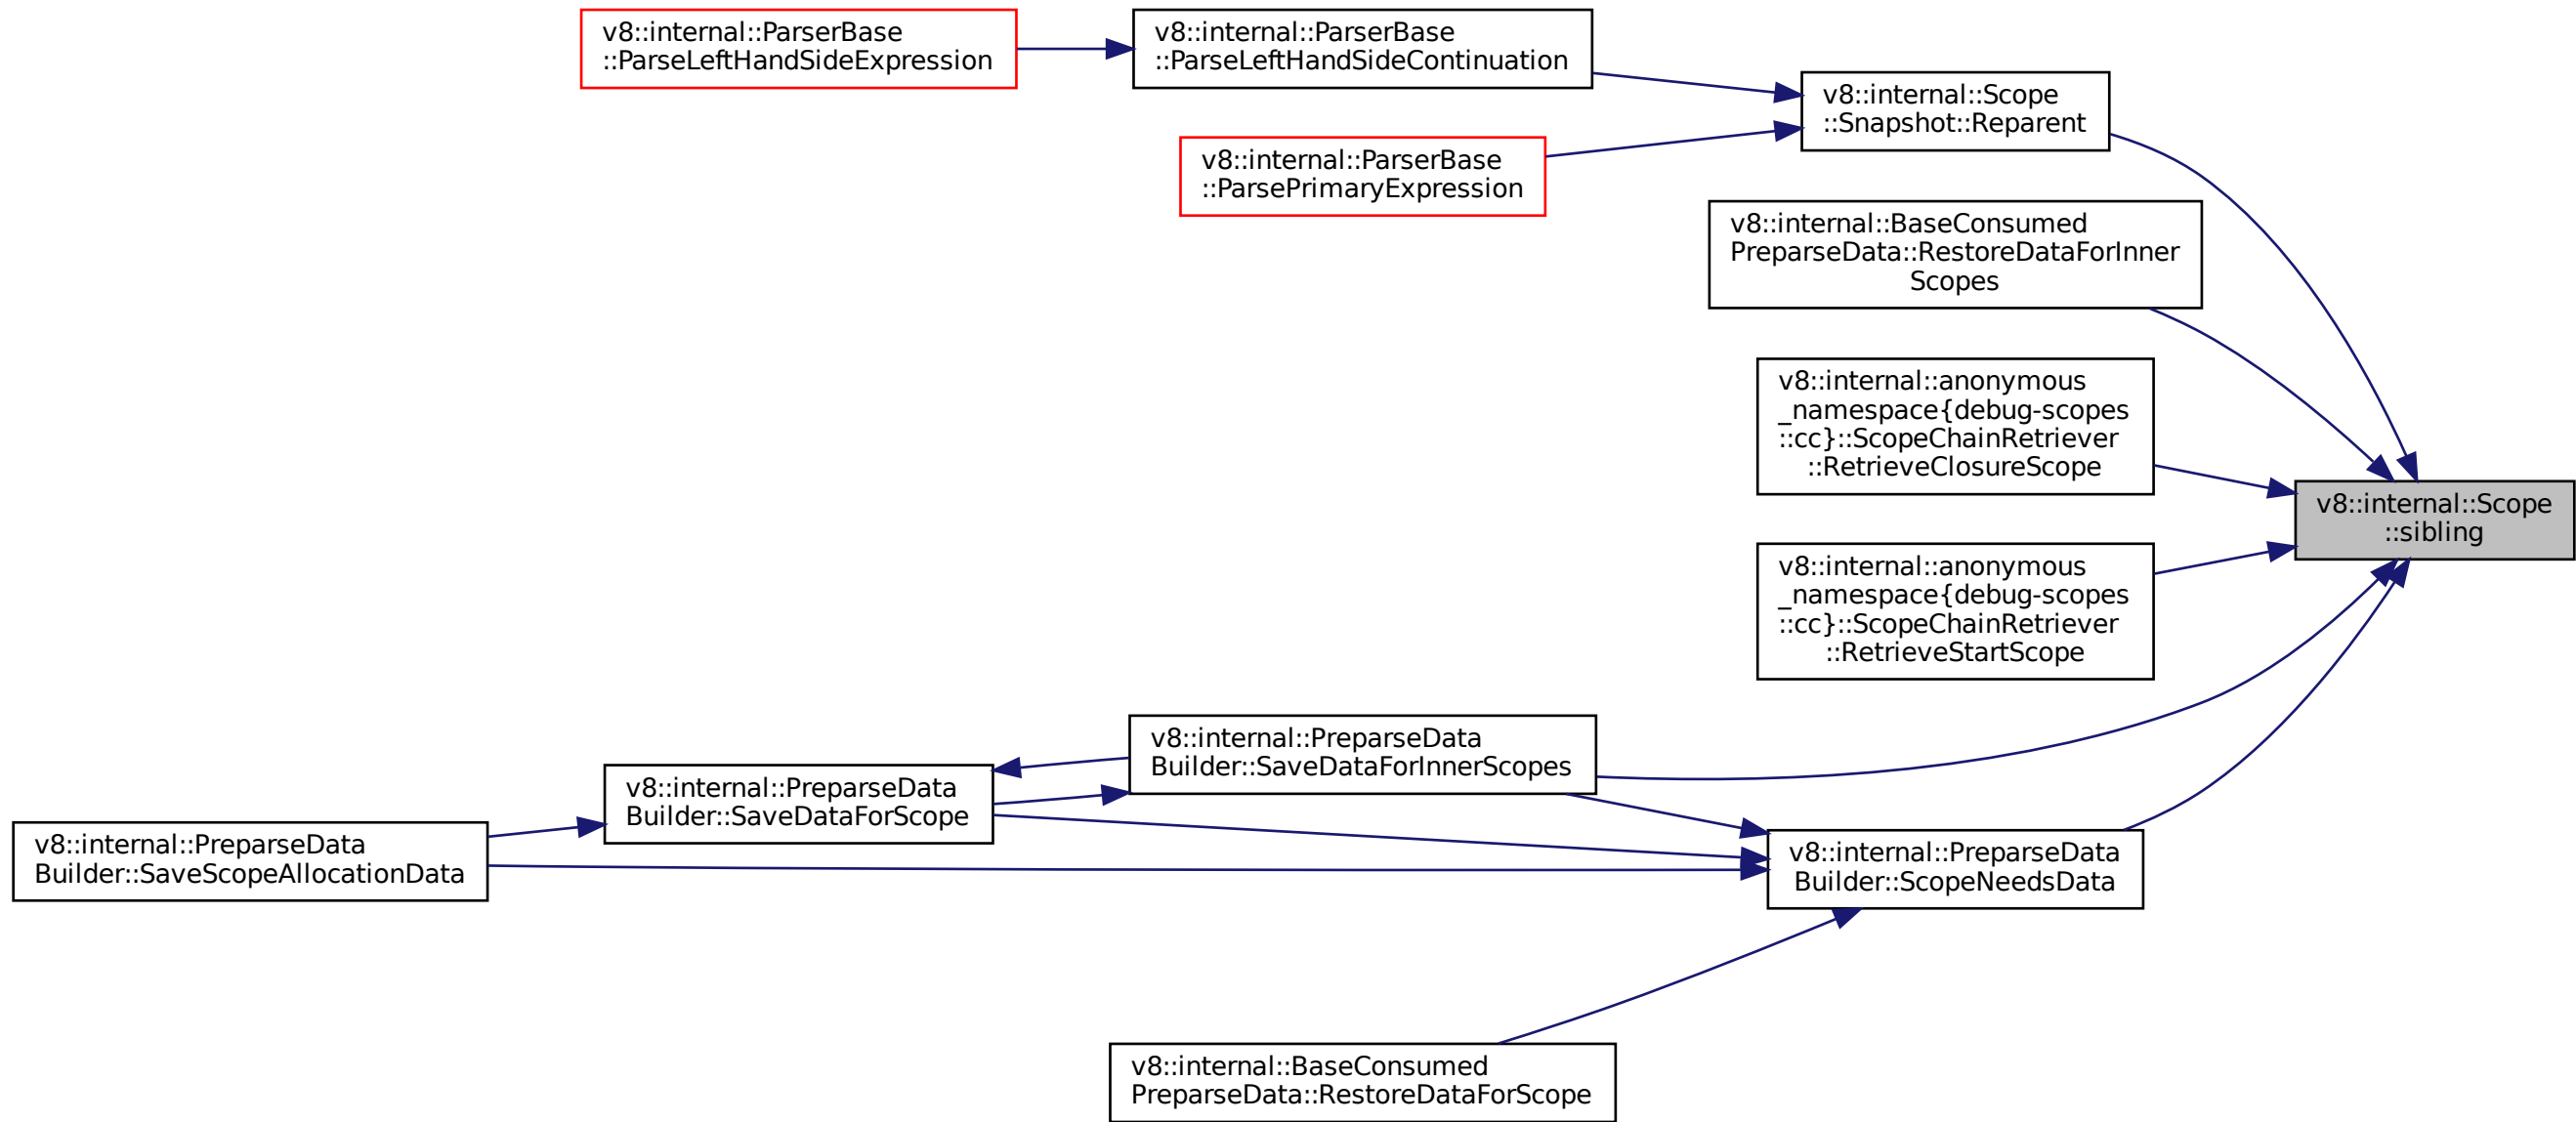 v8::internal::ParserBase
::ParseLeftHandSideExpression
v8::internal::ParserBase
::ParseLeftHandSideContinuation
v8::internal::Scope
::Snapshot::Reparent
v8::internal::ParserBase
::ParsePrimaryExpression
v8::internal::BaseConsumed
PreparseData::RestoreDataForInner
Scopes
v8::internal::anonymous
_namespace{debug-scopes
::cc}::ScopeChainRetriever
::RetrieveClosureScope
v8::internal::Scope
::sibling
v8::internal::anonymous
_namespace{debug-scopes
::cc}::ScopeChainRetriever
::RetrieveStartScope
v8::internal::PreparseData
Builder::SaveDataForInnerScopes
v8::internal::PreparseData
Builder::SaveDataForScope
v8::internal::PreparseData
Builder::SaveScopeAllocationData
v8::internal::PreparseData
Builder::ScopeNeedsData
v8::internal::BaseConsumed
PreparseData::RestoreDataForScope